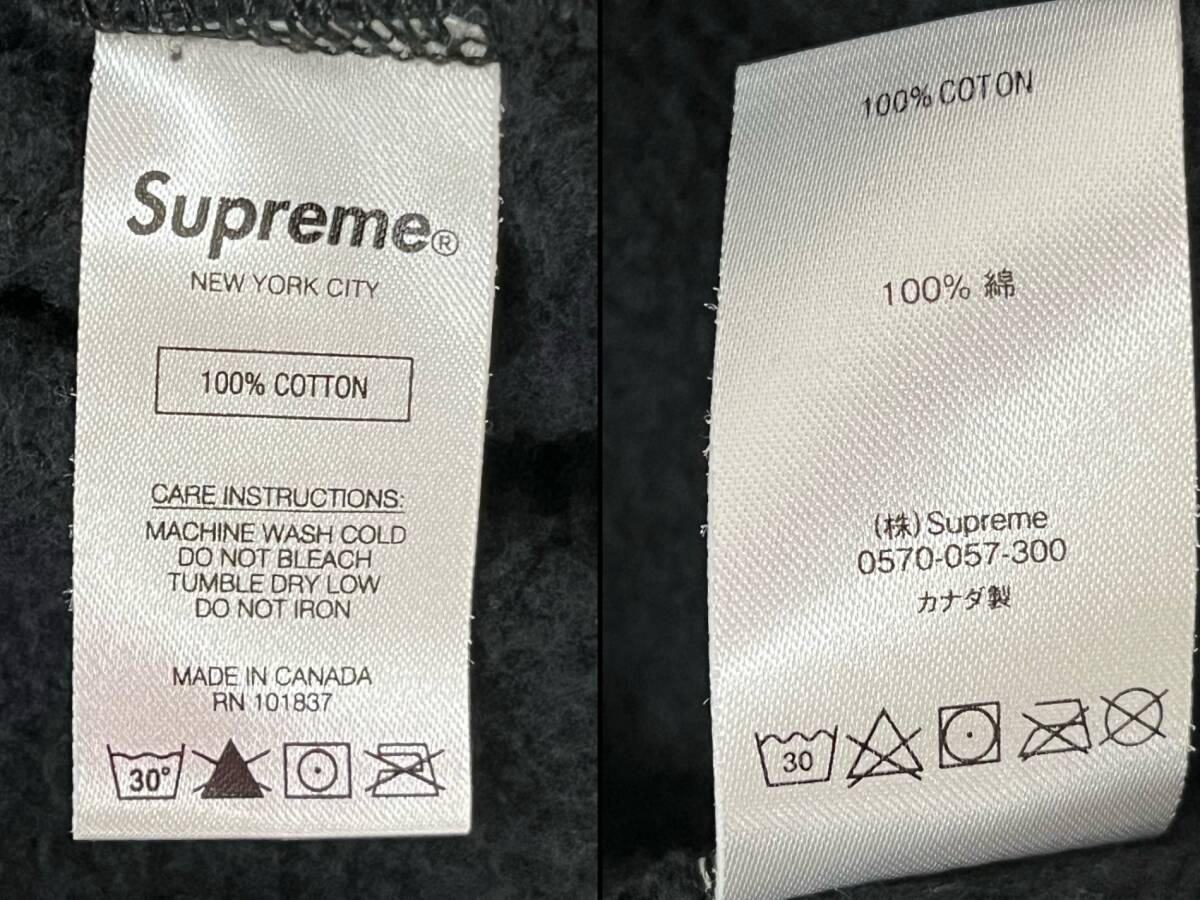 Supreme®
NEW YORK CITY
100% COTTON
CARE INSTRUCTIONS:
MACHINE WASH COLD
DO NOT BLEACH
TUMBLE DRY LOW
DO NOT IRON
MADE IN CANADA
RN 101837
30°
100% COTON
100% 綿
(株)Supreme
0570-057-300
カナダ製
30